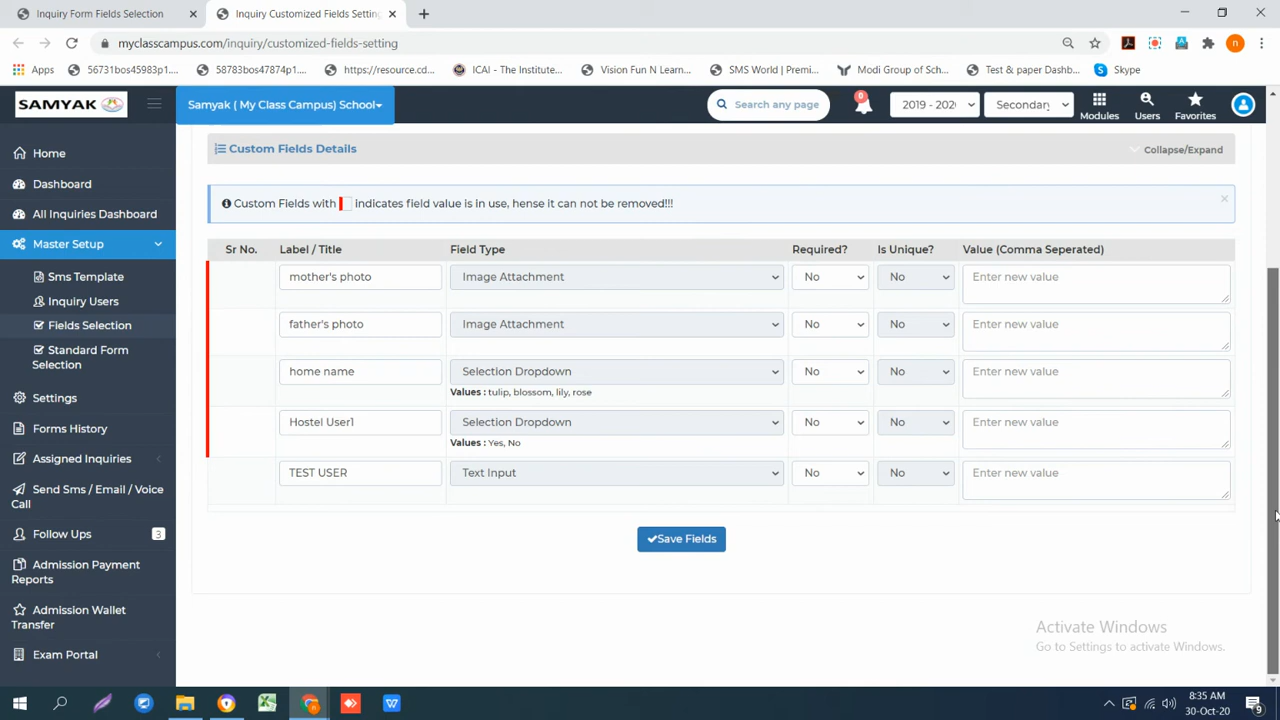 Inquiry Form Fields Selection
Inquiry Customized Fields Setting
myclasscampus.com/inquiry/customized-fields-setting
n
Apps
56731bos45983p1....
58783bos47874p1....
https://resource.cd...
ICAI - The Institute...
Vision Fun N Learn...
SMS World | Premi...
Modi Group of Sch...
Test & paper Dashb...
Skype
SAMYAK
Samyak ( My Class Campus) School
Search any page
0
2019 - 202
Secondary
Modules
Users
Favorites
Home
Dashboard
All Inquiries Dashboard
Master Setup
Sms Template
Inquiry Users
Fields Selection
Standard Form
Selection
Settings
Forms History
Assigned Inquiries
Send Sms / Email / Voice
Call
Follow Ups 3
Admission Payment
Reports
Admission Wallet
Transfer
Exam Portal
Custom Fields Details
Collapse/Expand
Custom Fields with indicates field value is in use, hense it can not be removed!!!
Sr No. Label / Title Field Type Required? Is Unique? Value (Comma Seperated)
mother's photo Image Attachment No No Enter new value
father's photo Image Attachment No No Enter new value
home name Selection Dropdown No No Enter new value
Values : tulip, blossom, lily, rose
Hostel User1 Selection Dropdown No No Enter new value
Values : Yes, No
TEST USER Text Input No No Enter new value
Save Fields
Activate Windows
Go to Settings to activate Windows.
8:35 AM
30-Oct-20
9